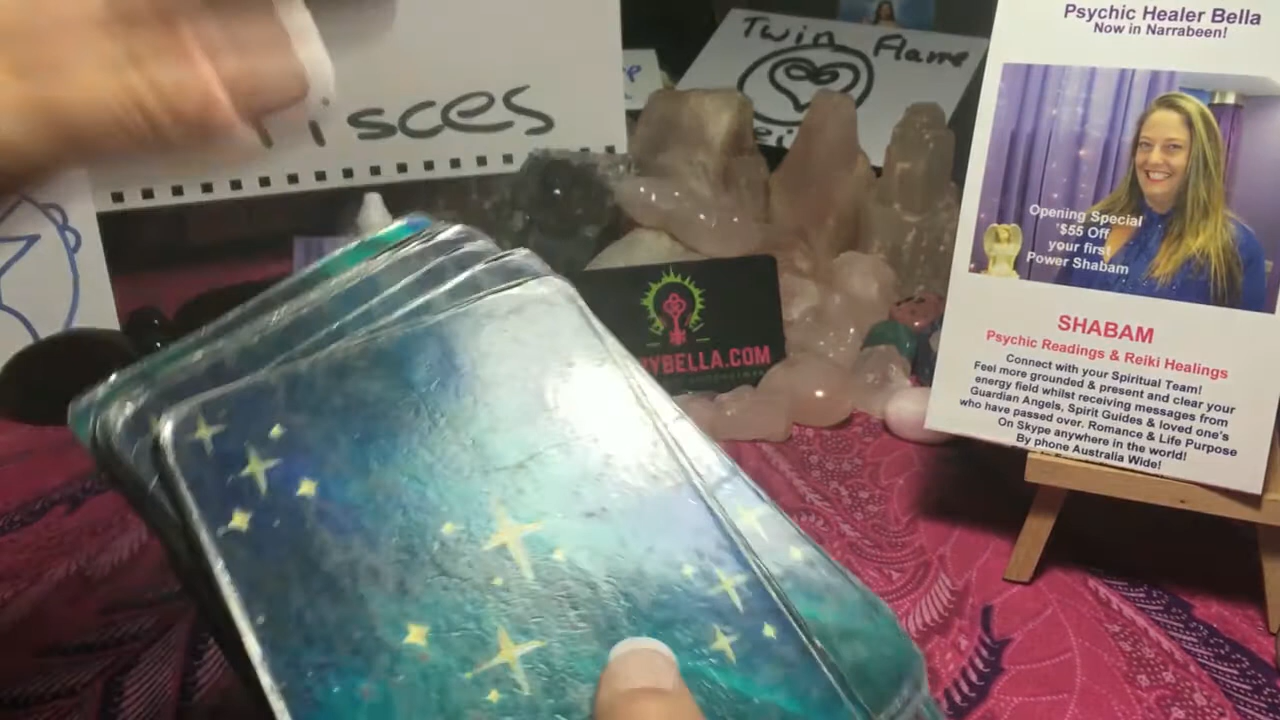 Pisces
Twin Flame
Psychic Healer Bella
Now in Narrabeen!
Opening Special
$55 Off
your first
Power Shabam
SHABAM
Psychic Readings & Reiki Healings
Connect with your Spiritual Team!
Feel more grounded & present and clear your
energy field whilst receiving messages from
Guardian Angels, Spirit Guides & loved one's
who have passed over. Romance & Life Purpose
On Skype anywhere in the world!
By phone Australia Wide!
BELLA.COM